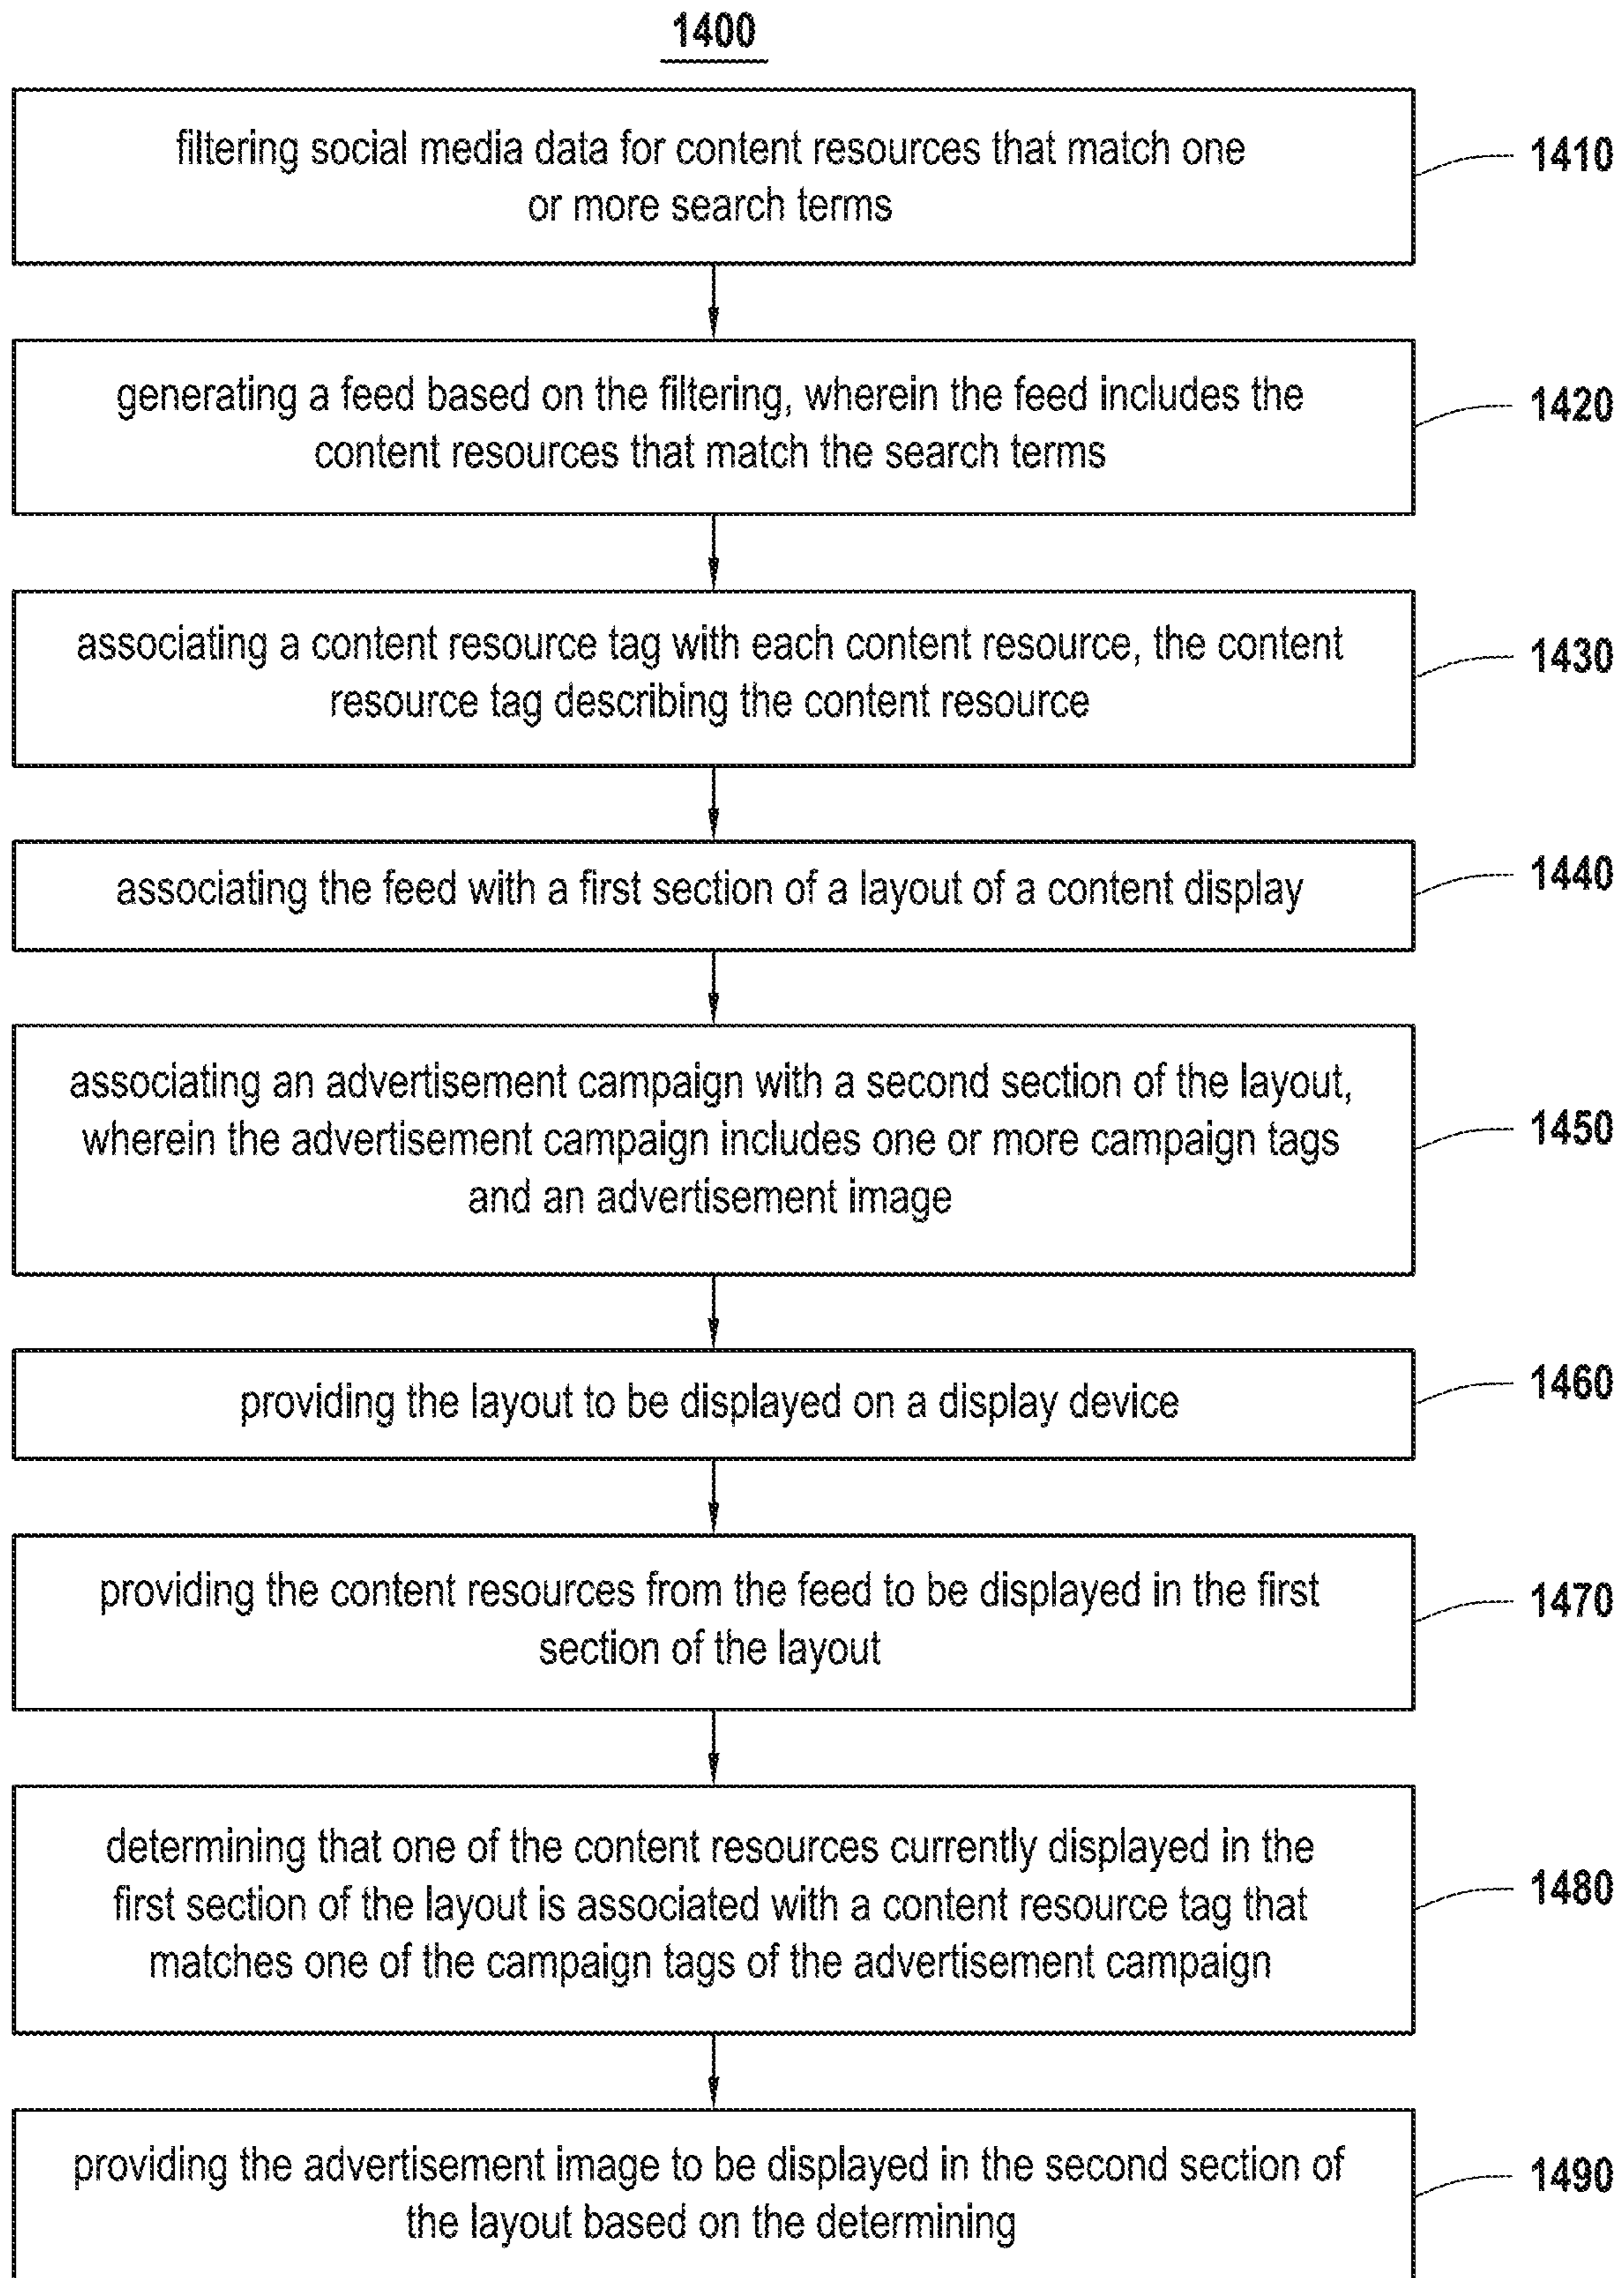 1400
filtering social media data for content resources that match one
or more search terms
1410
generating a feed based on the filtering, wherein the feed includes the
content resources that match the search terms
1420
associating a content resource tag with each content resource, the content
resource tag describing the content resource
1430
associating the feed with a first section of a layout of a content display
1440
associating an advertisement campaign with a second section of the layout,
wherein the advertisement campaign includes one or more campaign tags
and an advertisement image
1450
providing the layout to be displayed on a display device
1460
providing the content resources from the feed to be displayed in the first
section of the layout
1470
determining that one of the content resources currently displayed in the
first section of the layout is associated with a content resource tag that
matches one of the campaign tags of the advertisement campaign
1480
providing the advertisement image to be displayed in the second section of
the layout based on the determining
1490